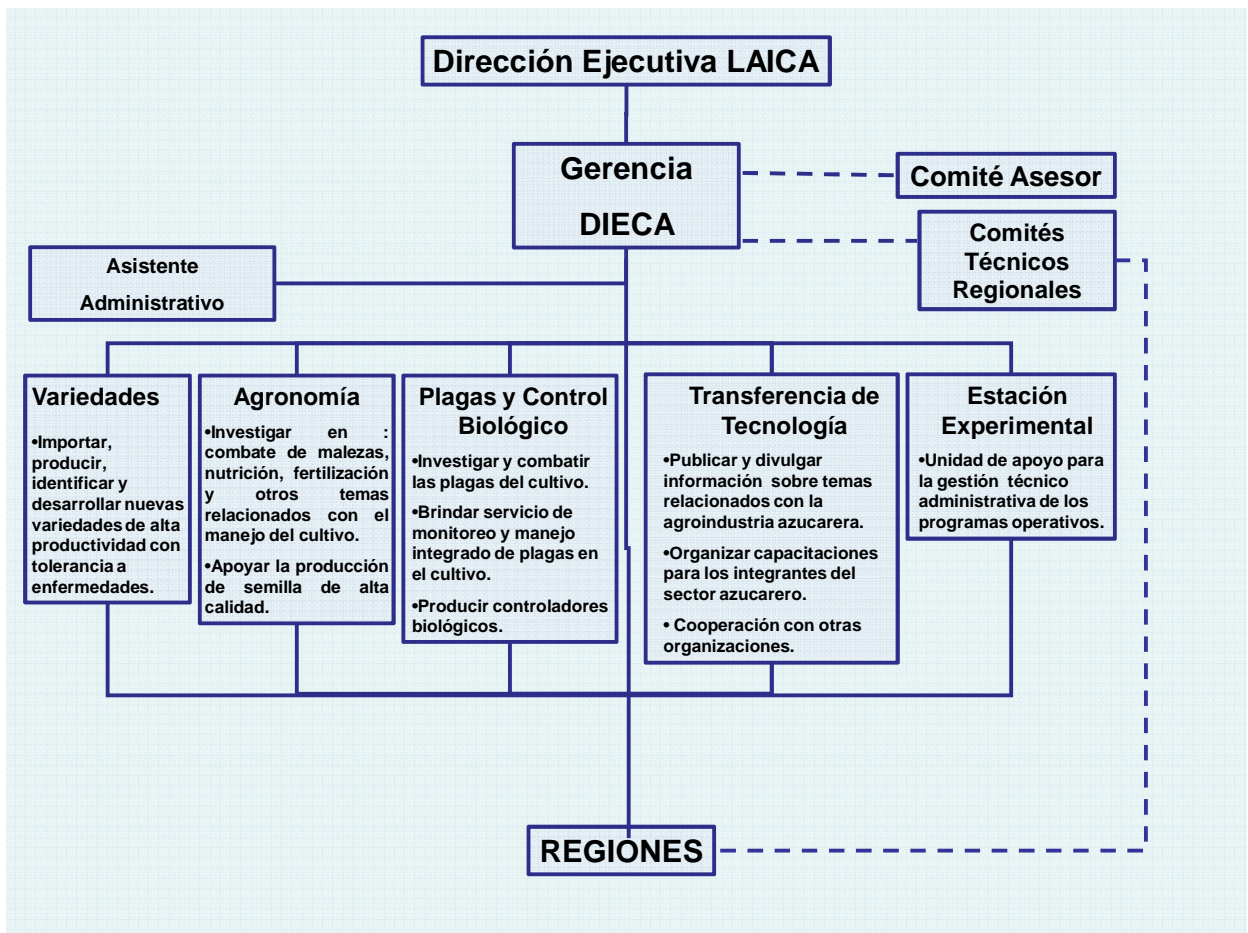 Dirección Ejecutiva LAICA
Gerencia
DIECA
Comité Asesor
Comités
Técnicos
Regionales
Asistente
Administrativo
Variedades
•Importar,
producir,
identificar y
desarrollar nuevas
variedades de alta
productividad con
tolerancia a
enfermedades.
Agronomía
•Investigar en :
combate de malezas,
nutrición, fertilización
y otros temas
relacionados con el
manejo del cultivo.
•Apoyar la producción
de semilla de alta
calidad.
Plagas y Control
Biológico
•Investigar y combatir
las plagas del cultivo.
•Brindar servicio de
monitoreo y manejo
integrado de plagas en
el cultivo.
•Producir controladores
biológicos.
Transferencia de
Tecnología
•Publicar y divulgar
información sobre temas
relacionados con la
agroindustria azucarera.
•Organizar capacitaciones
para los integrantes del
sector azucarero.
• Cooperación con otras
organizaciones.
Estación
Experimental
•Unidad de apoyo para
la gestión técnico
administrativa de los
programas operativos.
REGIONES